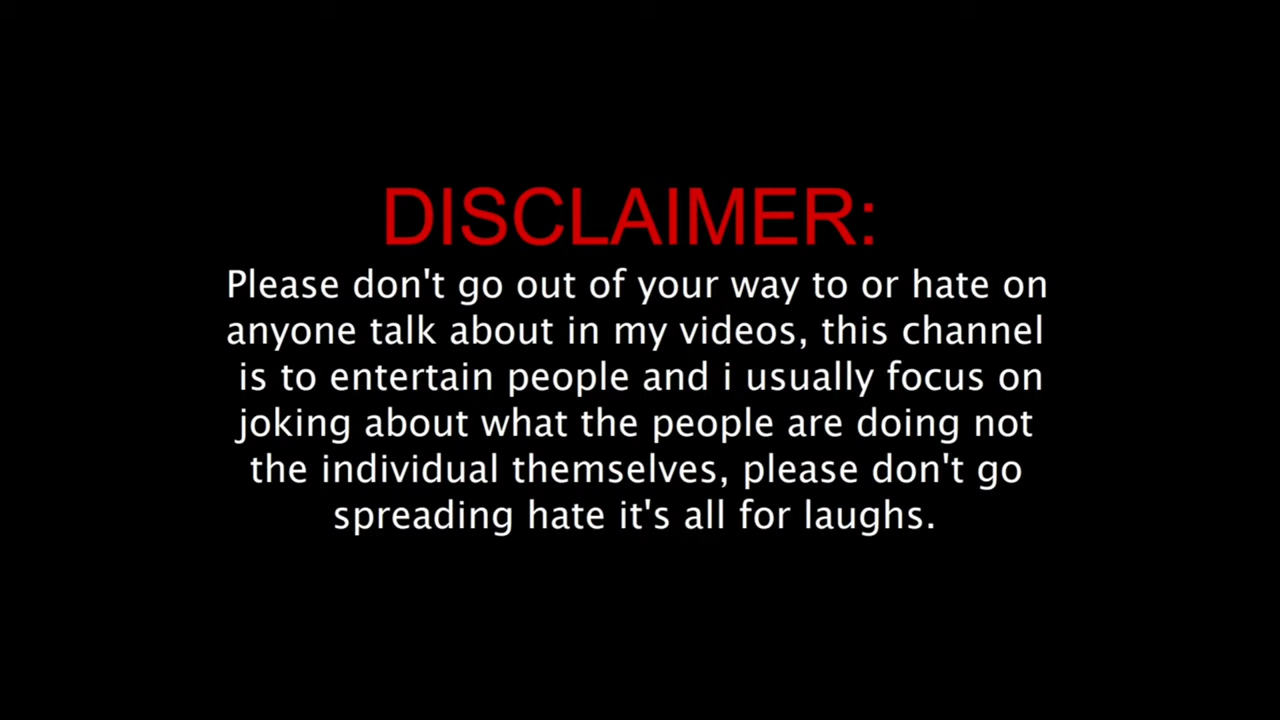 DISCLAIMER:
Please don't go out of your way to or hate on
anyone talk about in my videos, this channel
is to entertain people and i usually focus on
joking about what the people are doing not
the individual themselves, please don't go
spreading hate it's all for laughs.